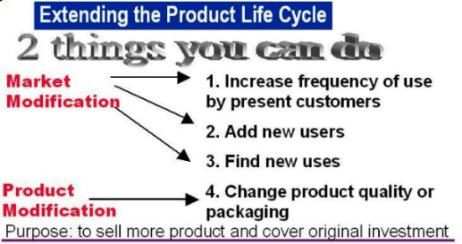 Extending the Product Life Cycle
2 things you can do
Market Modification
1. Increase frequency of use
by present customers
2. Add new users
3. Find new uses
Product Modification
4. Change product quality or
packaging
Purpose: to sell more product and cover original investment